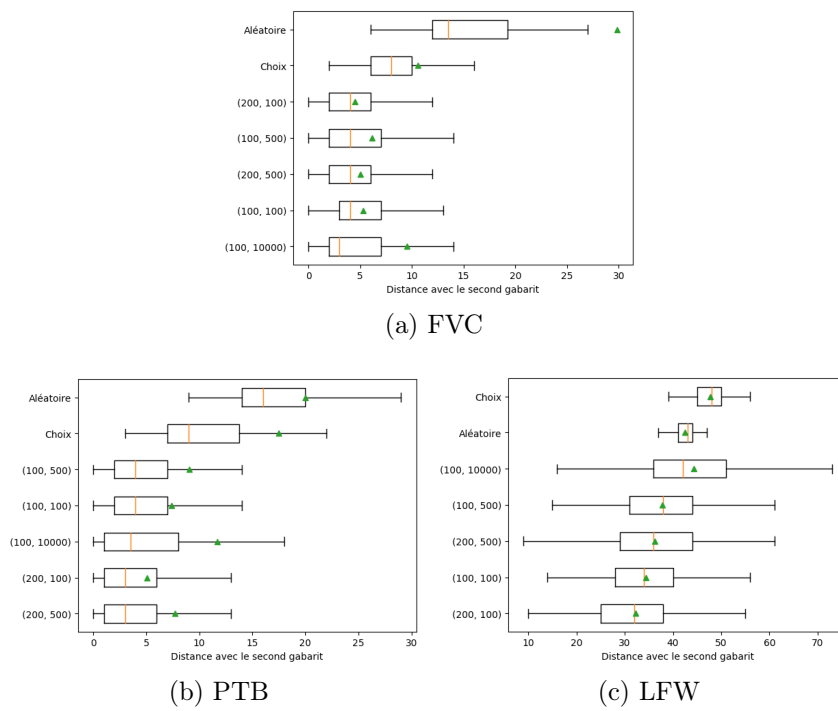 Aléatoire
Choix
(200, 100)
(100, 500)
(200, 500)
(100, 100)
(100, 10000)
0 5 10 15 20 25 30
Distance avec le second gabarit
(a) FVC
Aléatoire
Choix
(100, 500)
(100, 100)
(100, 10000)
(200, 100)
(200, 500)
0 5 10 15 20 25 30
Distance avec le second gabarit
(b) PTB
Choix
Aléatoire
(100, 10000)
(100, 500)
(200, 500)
(100, 100)
(200, 100)
10 20 30 40 50 60 70
Distance avec le second gabarit
(c) LFW